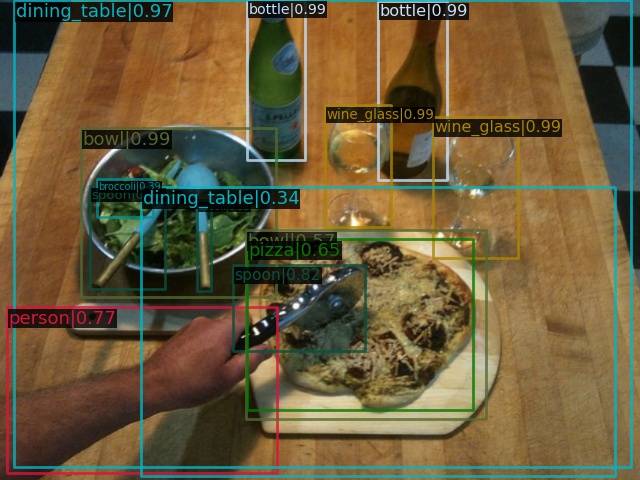 dining_table|0.97
bottle|0.99
bottle|0.99
wine_glass|0.99
wine_glass|0.99
bowl|0.99
broccoli|0.39
dining_table|0.34
bowl|0.57
pizza|0.65
spoon|0.82
person|0.77
S.PELLE